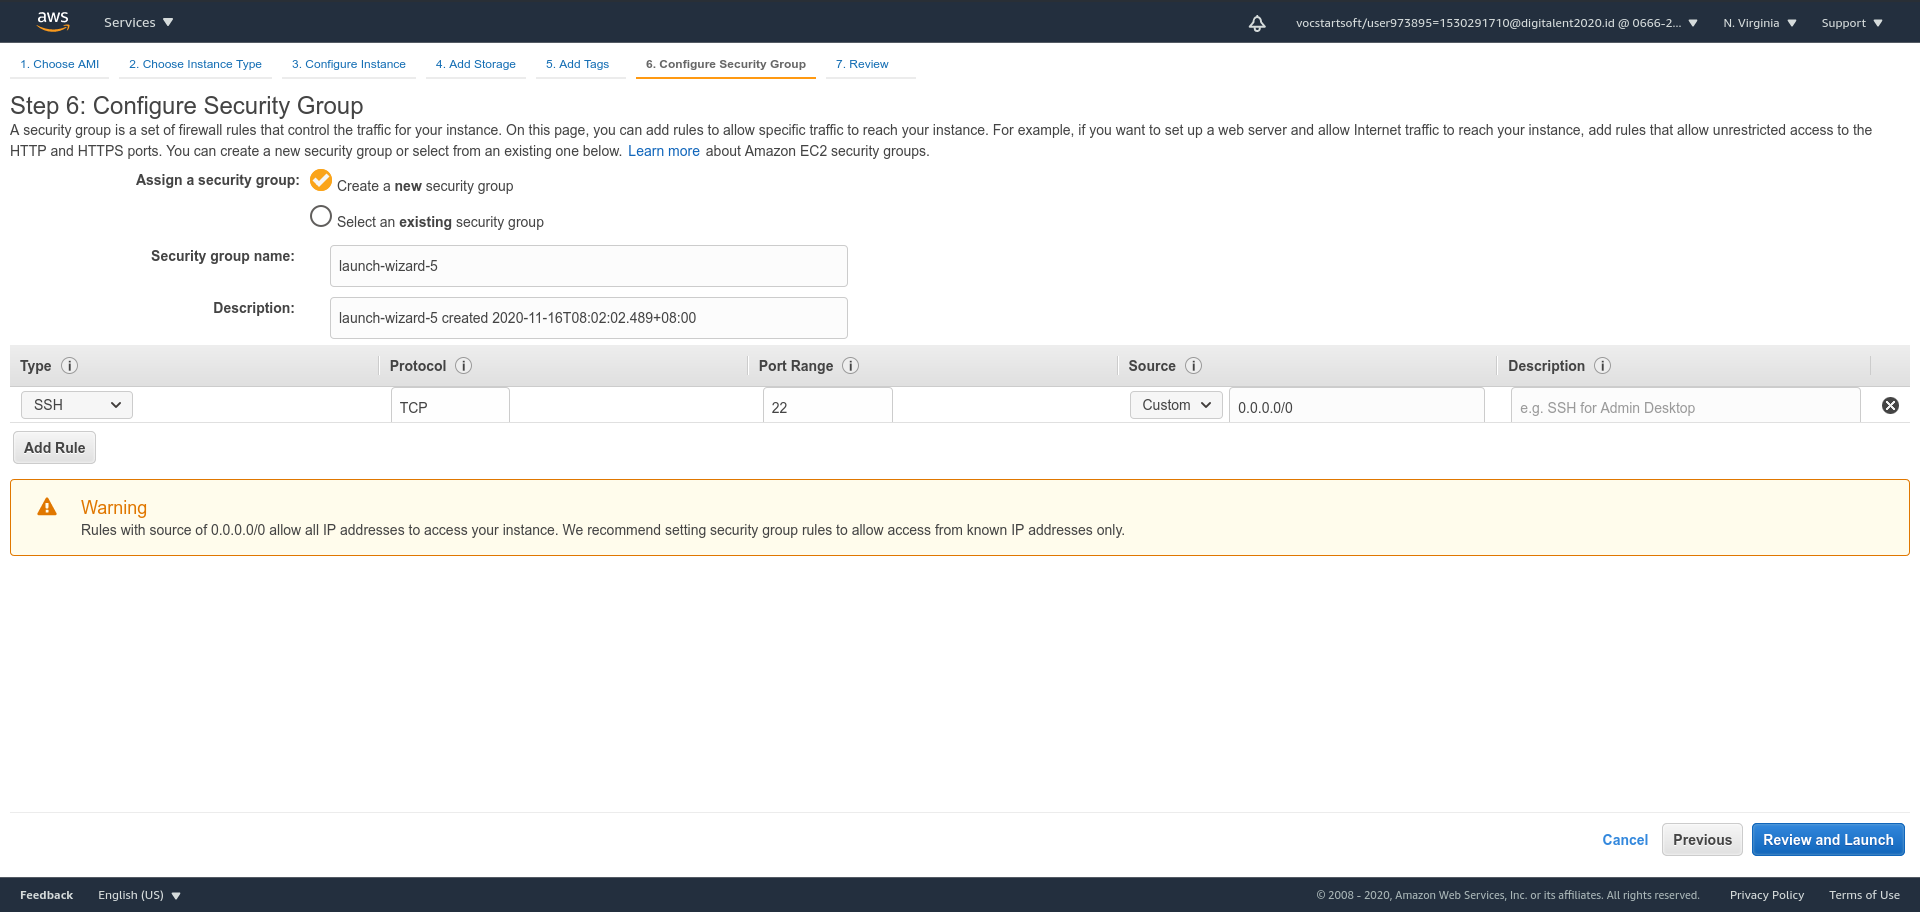 aws Services vocstartsoft/user973895=1530291710@digitalent2020.id @ 0666-2... N. Virginia Support
1. Choose AMI 2. Choose Instance Type 3. Configure Instance 4. Add Storage 5. Add Tags 6. Configure Security Group 7. Review
Step 6: Configure Security Group
A security group is a set of firewall rules that control the traffic for your instance. On this page, you can add rules to allow specific traffic to reach your instance. For example, if you want to set up a web server and allow Internet traffic to reach your instance, add rules that allow unrestricted access to the
HTTP and HTTPS ports. You can create a new security group or select from an existing one below. Learn more about Amazon EC2 security groups.
Assign a security group: Create a new security group
Select an existing security group
Security group name: launch-wizard-5
Description: launch-wizard-5 created 2020-11-16T08:02:02.489+08:00
Type i Protocol i Port Range i Source i Description i
SSH TCP 22 Custom 0.0.0.0/0 e.g. SSH for Admin Desktop
Add Rule
Warning
Rules with source of 0.0.0.0/0 allow all IP addresses to access your instance. We recommend setting security group rules to allow access from known IP addresses only.
Cancel Previous Review and Launch
Feedback English (US) © 2008 - 2020, Amazon Web Services, Inc. or its affiliates. All rights reserved. Privacy Policy Terms of Use